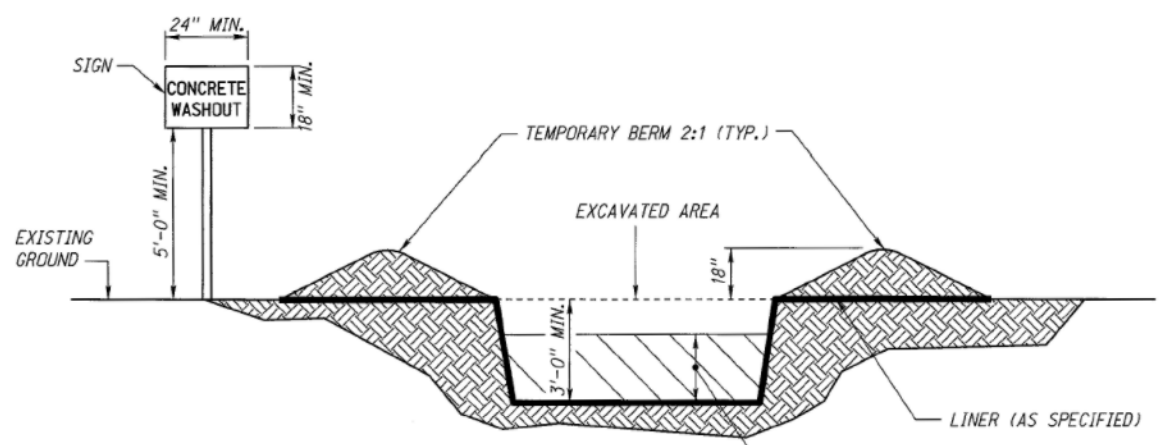 24" MIN.
SIGN
CONCRETE
WASHOUT
18" MIN.
5'-0" MIN.
TEMPORARY BERM 2:1 (TYP.)
EXCAVATED AREA
EXISTING
GROUND
18"
3'-0" MIN.
LINER (AS SPECIFIED)